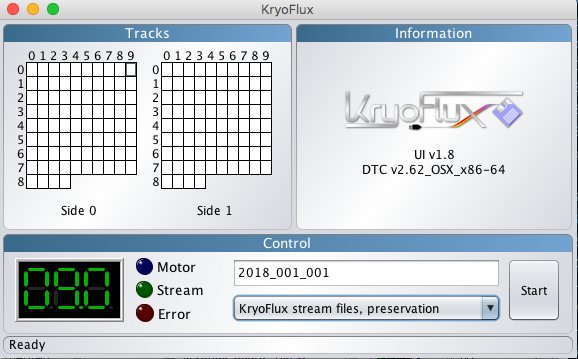 KryoFlux
Tracks
Information
0 1 2 3 4 5 6 7 8 9
0 1 2 3 4 5 6 7 8 9
0
0
1
1
2
2
3
3
4
4
5
5
6
6
7
7
8
8
Side 0
Side 1
KryoFlux
UI v1.8
DTC v2.62_OSX_x86-64
Control
09.0
Motor
Stream
Error
2018_001_001
KryoFlux stream files, preservation
Start
Ready